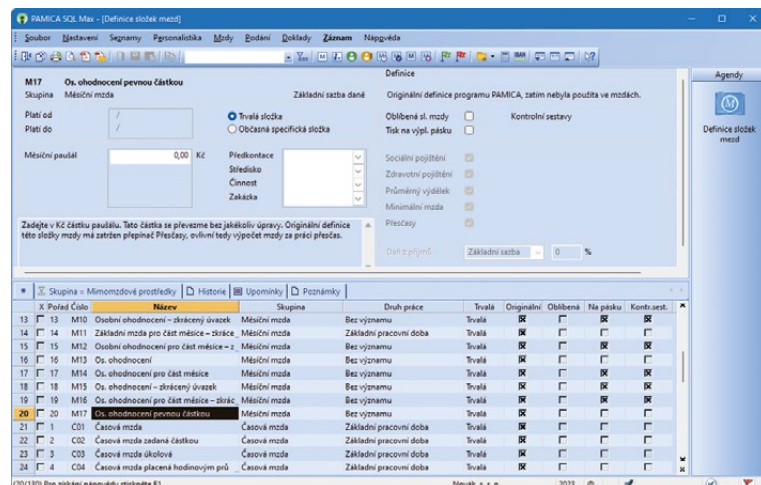 PAMICA SQL Max - [Definice složek mezd]
Soubor Nastavení Seznamy Personalistika Mzdy Podání Doklady Záznam Nápověda
Definice
Agendy
M17 Os. ohodnocení pevnou částkou
Skupina Měsíční mzda Základní sazba daně Originální definice programu PAMICA, zatím nebyla použita ve mzdách.
Definice složek mezd
Platí od / Trvalá složka Oblíbená sl. mzdy Kontrolní sestavy
Platí do / Občasná specifická složka Tisk na výpl. pásku
Měsíční paušál 0,00 Kč Předkontace Sociální pojištění
Středisko Zdravotní pojištění
Činnost Průměrný výdělek
Zakázka Minimální mzda
Přesčasy
Zadejte v Kč částku paušálu. Tato částka se převezme bez jakékoliv úpravy. Originální definice
této složky mzdy má zatržen přepínač Přesčasy, ovlivní tedy výpočet mzdy za práci přesčas.
Daň z příjmů Základní sazba 0 %
Skupina = Mimomzdové prostředky Historie Upomínky Poznámky
X Pořad Číslo Název Skupina Druh práce Trvalá Originální Oblíbená Na pásku Kontr.sest.
13 13 M10 Osobní ohodnocení – zkrácený úvazek Měsíční mzda Bez významu Trvalá
14 14 M11 Základní mzda pro část měsíce – zkráce Měsíční mzda Základní pracovní doba Trvalá
15 15 M12 Osobní ohodnocení pro část měsíce – z Měsíční mzda Bez významu Trvalá
16 16 M13 Os. ohodnocení Měsíční mzda Bez významu Trvalá
17 17 M14 Os. ohodnocení pro část měsíce Měsíční mzda Bez významu Trvalá
18 18 M15 Os. ohodnocení – zkrácený úvazek Měsíční mzda Bez významu Trvalá
19 19 M16 Os. ohodnocení pro část měsíce – zkrác Měsíční mzda Bez významu Trvalá
20 20 M17 Os. ohodnocení pevnou částkou Měsíční mzda Bez významu Trvalá
21 1 C01 Časová mzda Časová mzda Základní pracovní doba Trvalá
22 2 C02 Časová mzda zadaná částkou Časová mzda Základní pracovní doba Trvalá
23 3 C03 Časová mzda úkolová Časová mzda Základní pracovní doba Trvalá
24 4 C04 Časová mzda placená hodinovým prů Časová mzda Základní pracovní doba Trvalá
(20/130) Pro získání nápovědy stiskněte F1. Novák 2023